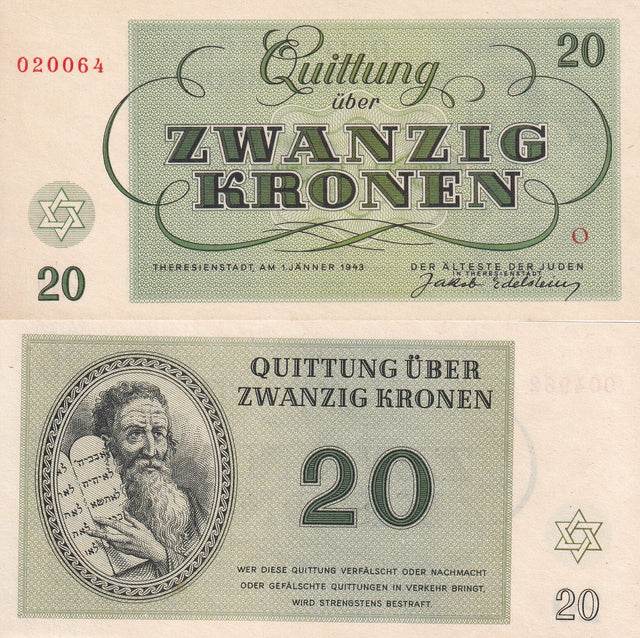 020064
Quittung
20
über
ZWANZIG
KRONEN
O
20
THERESIENSTADT, AM 1. JÄNNER 1943
DER ÄLTESTE DER JUDEN
IN THERESIENSTADT
Jakob Edelstein
QUITTUNG ÜBER
ZWANZIG KRONEN
20
WER DIESE QUITTUNG VERFÄLSCHT ODER NACHMACHT
ODER GEFÄLSCHTE QUITTUNGEN IN VERKEHR BRINGT,
WIRD STRENGSTENS BESTRAFT.
20